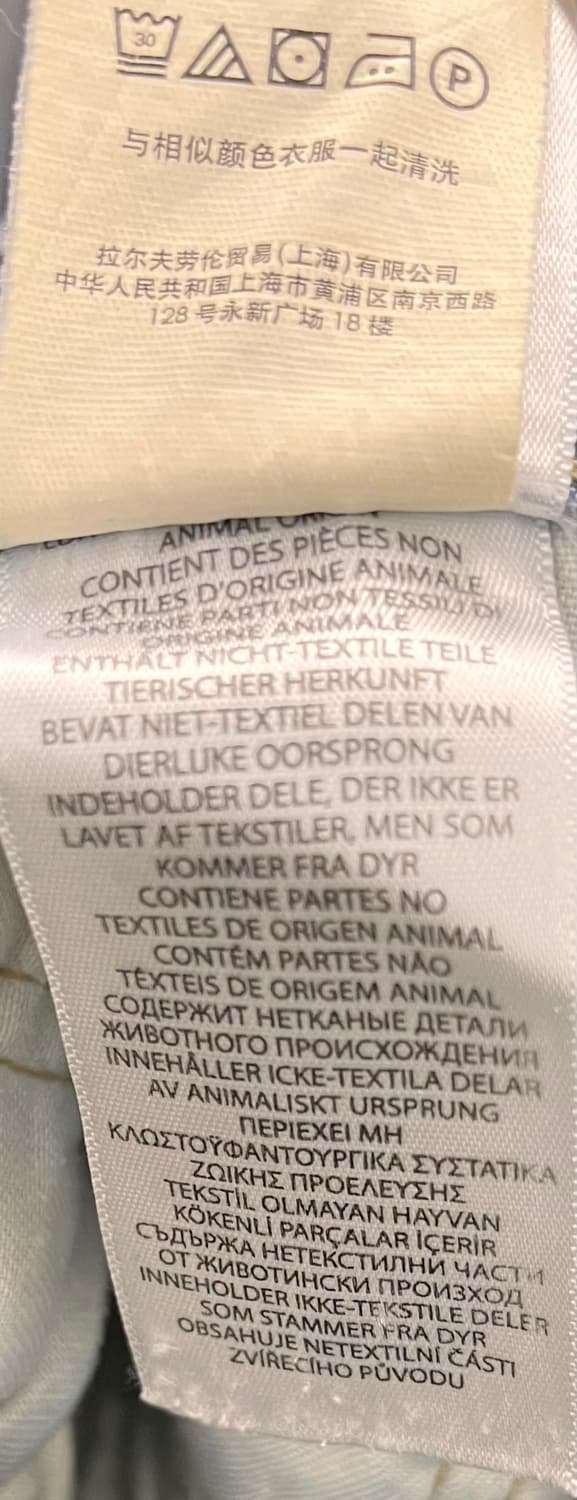 30
P
与相似颜色衣服一起清洗
拉尔夫劳伦贸易(上海)有限公司
中华人民共和国上海市黄浦区南京西路
128 号永新广场 18 楼
ANIMAL
CONTIENT DES PIÈCES NON
TEXTILES D'ORIGINE ANIMALE
CONTIENE PARTI NON TESSILI DI
ORIGINE ANIMALE
ENTHÄLT NICHT-TEXTILE TEILE
TIERISCHER HERKUNFT
BEVAT NIET-TEXTIEL DELEN VAN
DIERLIJKE OORSPRONG
INDEHOLDER DELE, DER IKKE ER
LAVET AF TEKSTILER, MEN SOM
KOMMER FRA DYR
CONTIENE PARTES NO
TEXTILES DE ORIGEN ANIMAL
CONTÉM PARTES NÃO
TÊXTEIS DE ORIGEM ANIMAL
СОДЕРЖИТ НЕТКАНЫЕ ДЕТАЛИ
ЖИВОТНОГО ПРОИСХОЖДЕНИЯ
INNEHÅLLER ICKE-TEXTILA DELAR
AV ANIMALISKT URSPRUNG
ΠΕΡΙΕΧΕΙ ΜΗ
ΚΛΩΣΤΟΫΦΑΝΤΟΥΡΓΙΚΑ ΣΥΣΤΑΤΙΚΑ
ΖΩΙΚΗΣ ΠΡΟΕΛΕΥΣΗΣ
TEKSTİL OLMAYAN HAYVAN
KÖKENLİ PARÇALAR İÇERİR
СЪДЪРЖА НЕТЕКСТИЛНИ ЧАСТИ
ОТ ЖИВОТИНСКИ ПРОИЗХОД
INNEHOLDER IKKE-TEKSTILE DELER
SOM STAMMER FRA DYR
OBSAHUJE NETEXTILNÍ ČÁSTI
ZVÍŘECÍHO PŮVODU